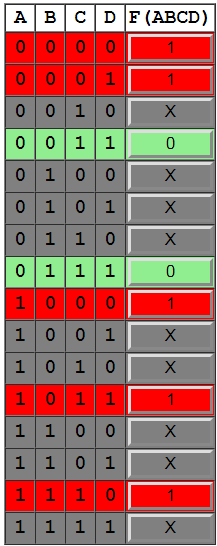 A B C D F(ABCD)
0 0 0 0 1
0 0 0 1 1
0 0 1 0 X
0 0 1 1 0
0 1 0 0 X
0 1 0 1 X
0 1 1 0 X
0 1 1 1 0
1 0 0 0 1
1 0 0 1 X
1 0 1 0 X
1 0 1 1 1
1 1 0 0 X
1 1 0 1 X
1 1 1 0 1
1 1 1 1 X